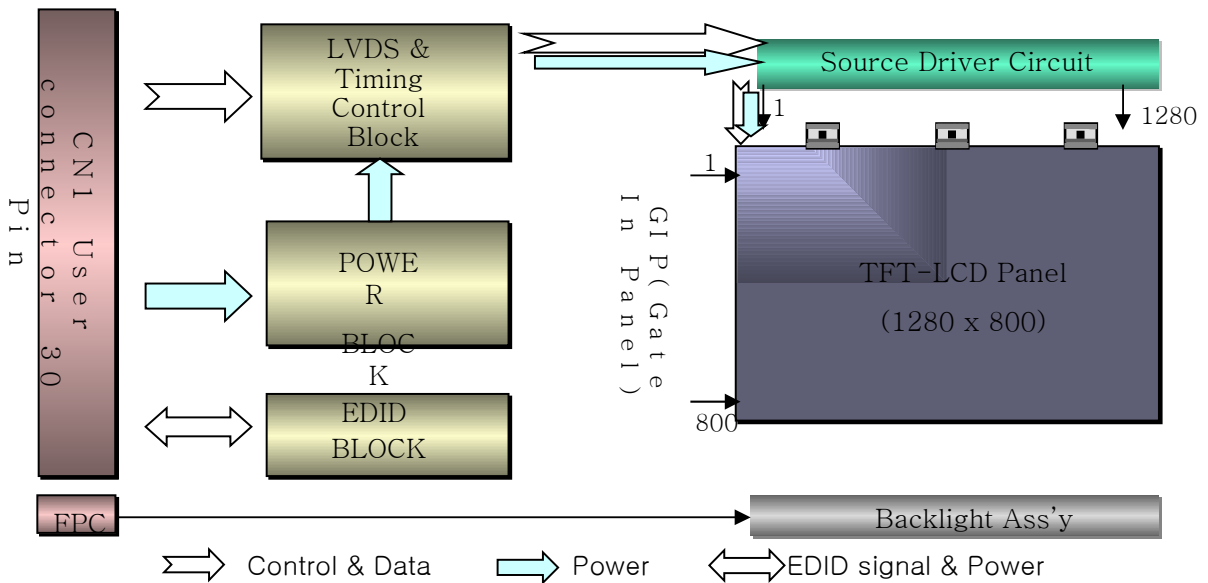 CN1 User
connector 30
Pin
LVDS &
Timing
Control
Block
POWE
R
BLOC
K
EDID
BLOCK
Source Driver Circuit
1
1280
1
800
GIP(Gate
In Panel)
TFT-LCD Panel
(1280 x 800)
FPC
Backlight Ass'y
Control & Data
Power
EDID signal & Power